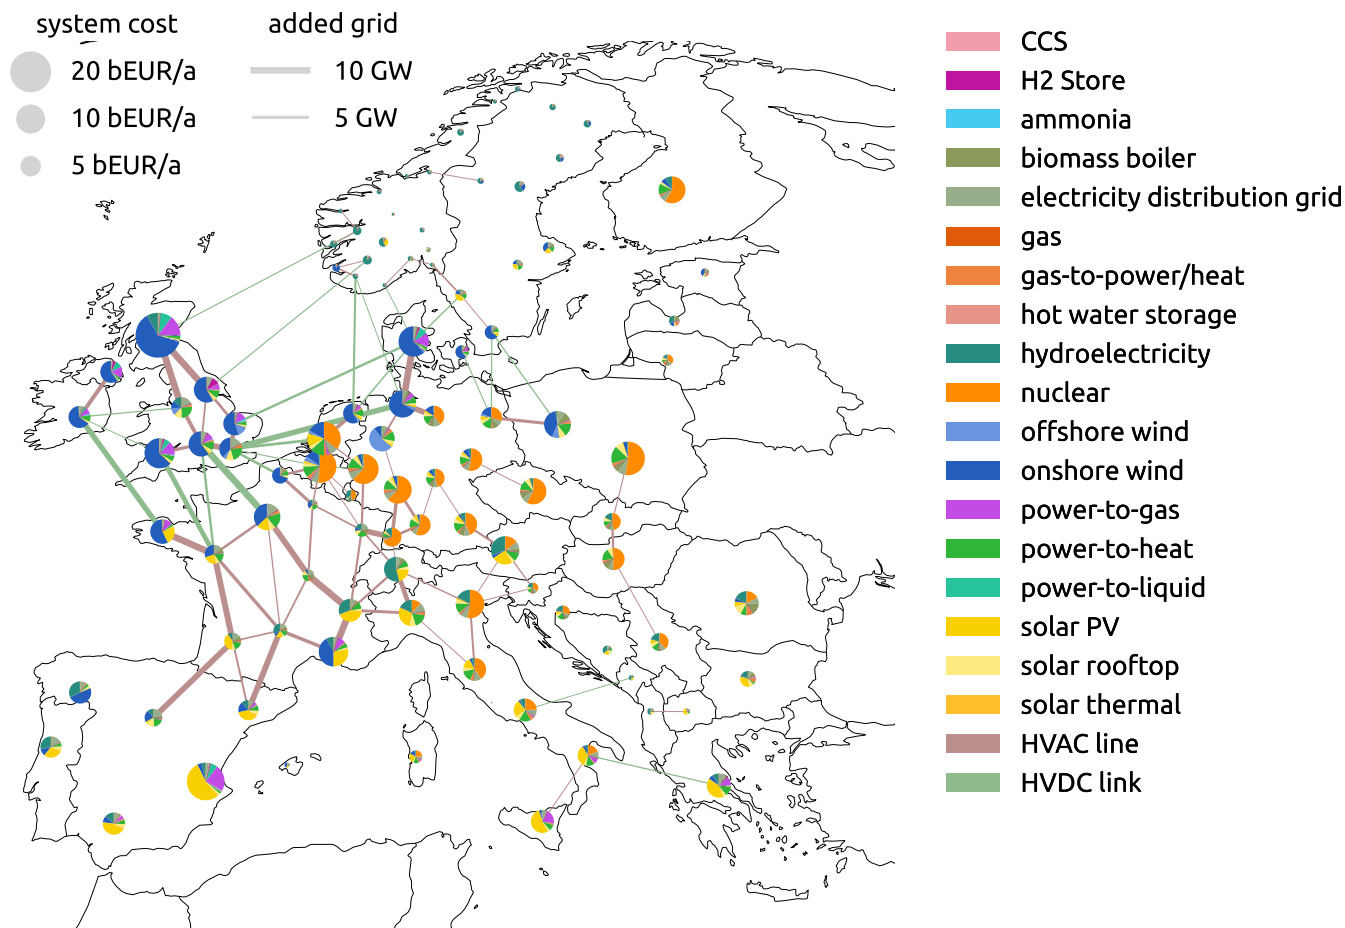 system cost
20 bEUR/a
10 bEUR/a
5 bEUR/a
added grid
10 GW
5 GW
CCS
H2 Store
ammonia
biomass boiler
electricity distribution grid
gas
gas-to-power/heat
hot water storage
hydroelectricity
nuclear
offshore wind
onshore wind
power-to-gas
power-to-heat
power-to-liquid
solar PV
solar rooftop
solar thermal
HVAC line
HVDC link